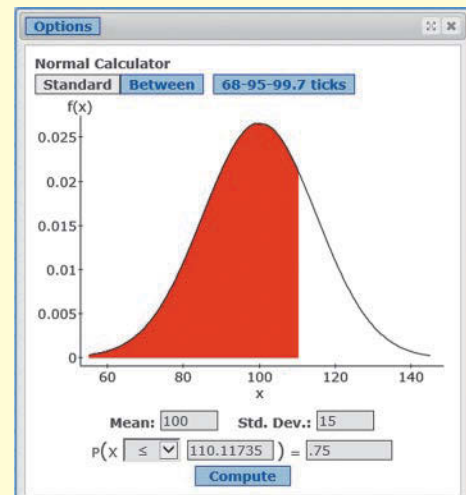 Options
Normal Calculator
Standard Between 68-95-99.7 ticks
f(x)
0.025
0.02
0.015
0.01
0.005
0
60 80 100 120 140
x
Mean: 100 Std. Dev.: 15
P(X ≤ 110.11735 ) = .75
Compute